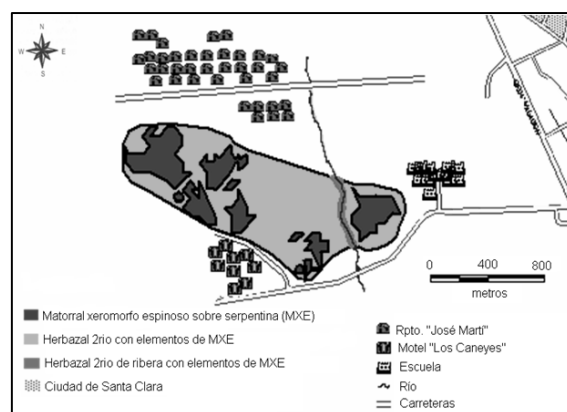 N
W E
S
0 400 800
metros
Matorral xeromorfo espinoso sobre serpentina (MXE)
Herbazal 2rio con elementos de MXE
Herbazal 2rio de ribera con elementos de MXE
Ciudad de Santa Clara
Rpto. "José Martí"
Motel "Los Caneyes"
Escuela
Río
Carreteras